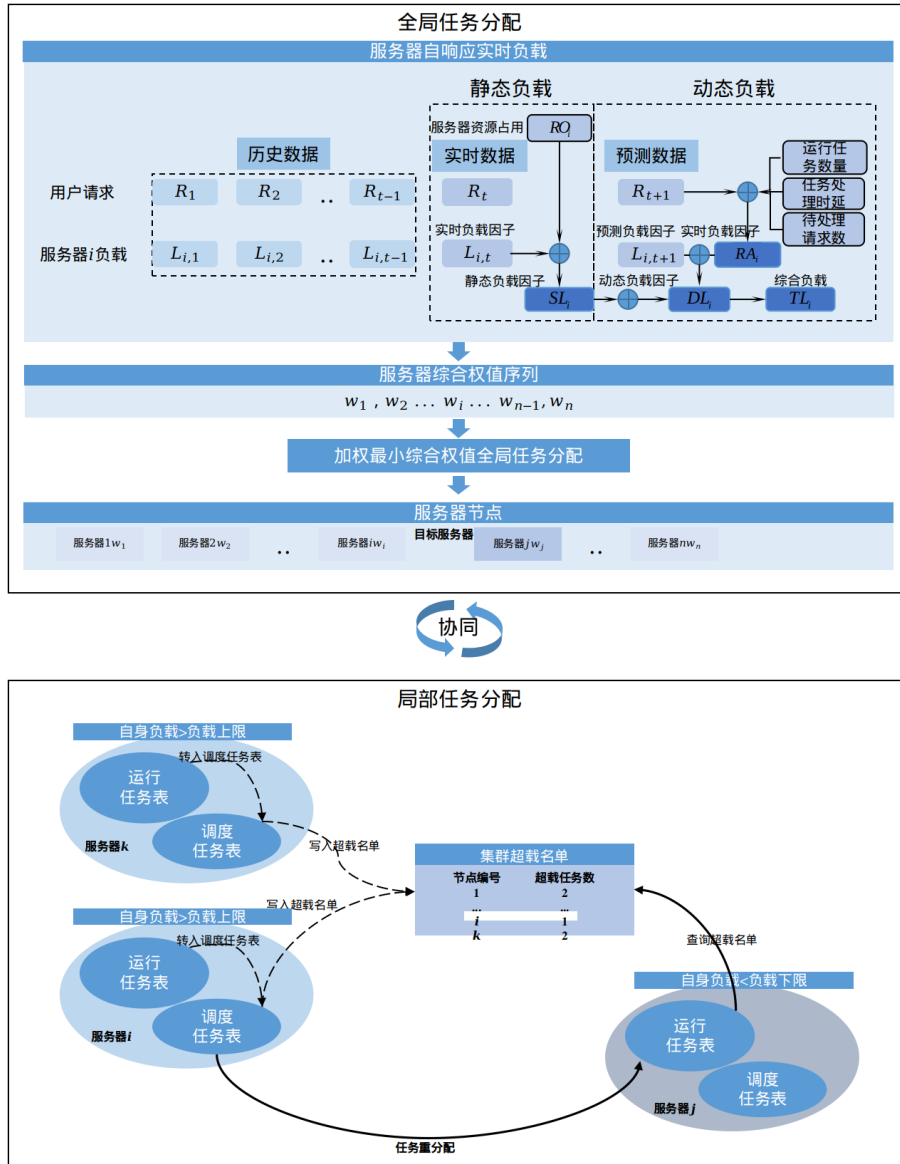 全局任务分配
服务器自响应实时负载
静态负载
动态负载
服务器资源占用
RO_i
历史数据
实时数据
预测数据
运行任
务数量
用户请求
R_1
R_2
..
R_{t−1}
R_t
R_{t+1}
任务处
理时延
待处理
请求数
实时负载因子
预测负载因子
实时负载因子
服务器i负载
L_{i,1}
L_{i,2}
..
L_{i,t−1}
L_{i,t}
L_{i,t+1}
RA_i
静态负载因子
动态负载因子
综合负载
SL_i
DL_i
TL_i
服务器综合权值序列
w_1 , w_2 ... w_i ... w_{n−1}, w_n
加权最小综合权值全局任务分配
服务器节点
目标服务器
服务器1w_1
服务器2w_2
..
服务器iw_i
服务器jw_j
..
服务器nw_n
协同
局部任务分配
自身负载>负载上限
转入调度任务表
运行
任务表
调度
任务表
服务器k
写入超载名单
集群超载名单
节点编号 超载任务数
1 2
... ...
i 1
k 2
写入超载名单
自身负载>负载上限
转入调度任务表
运行
任务表
调度
任务表
服务器i
查询超载名单
自身负载<负载下限
运行
任务表
调度
任务表
服务器j
任务重分配